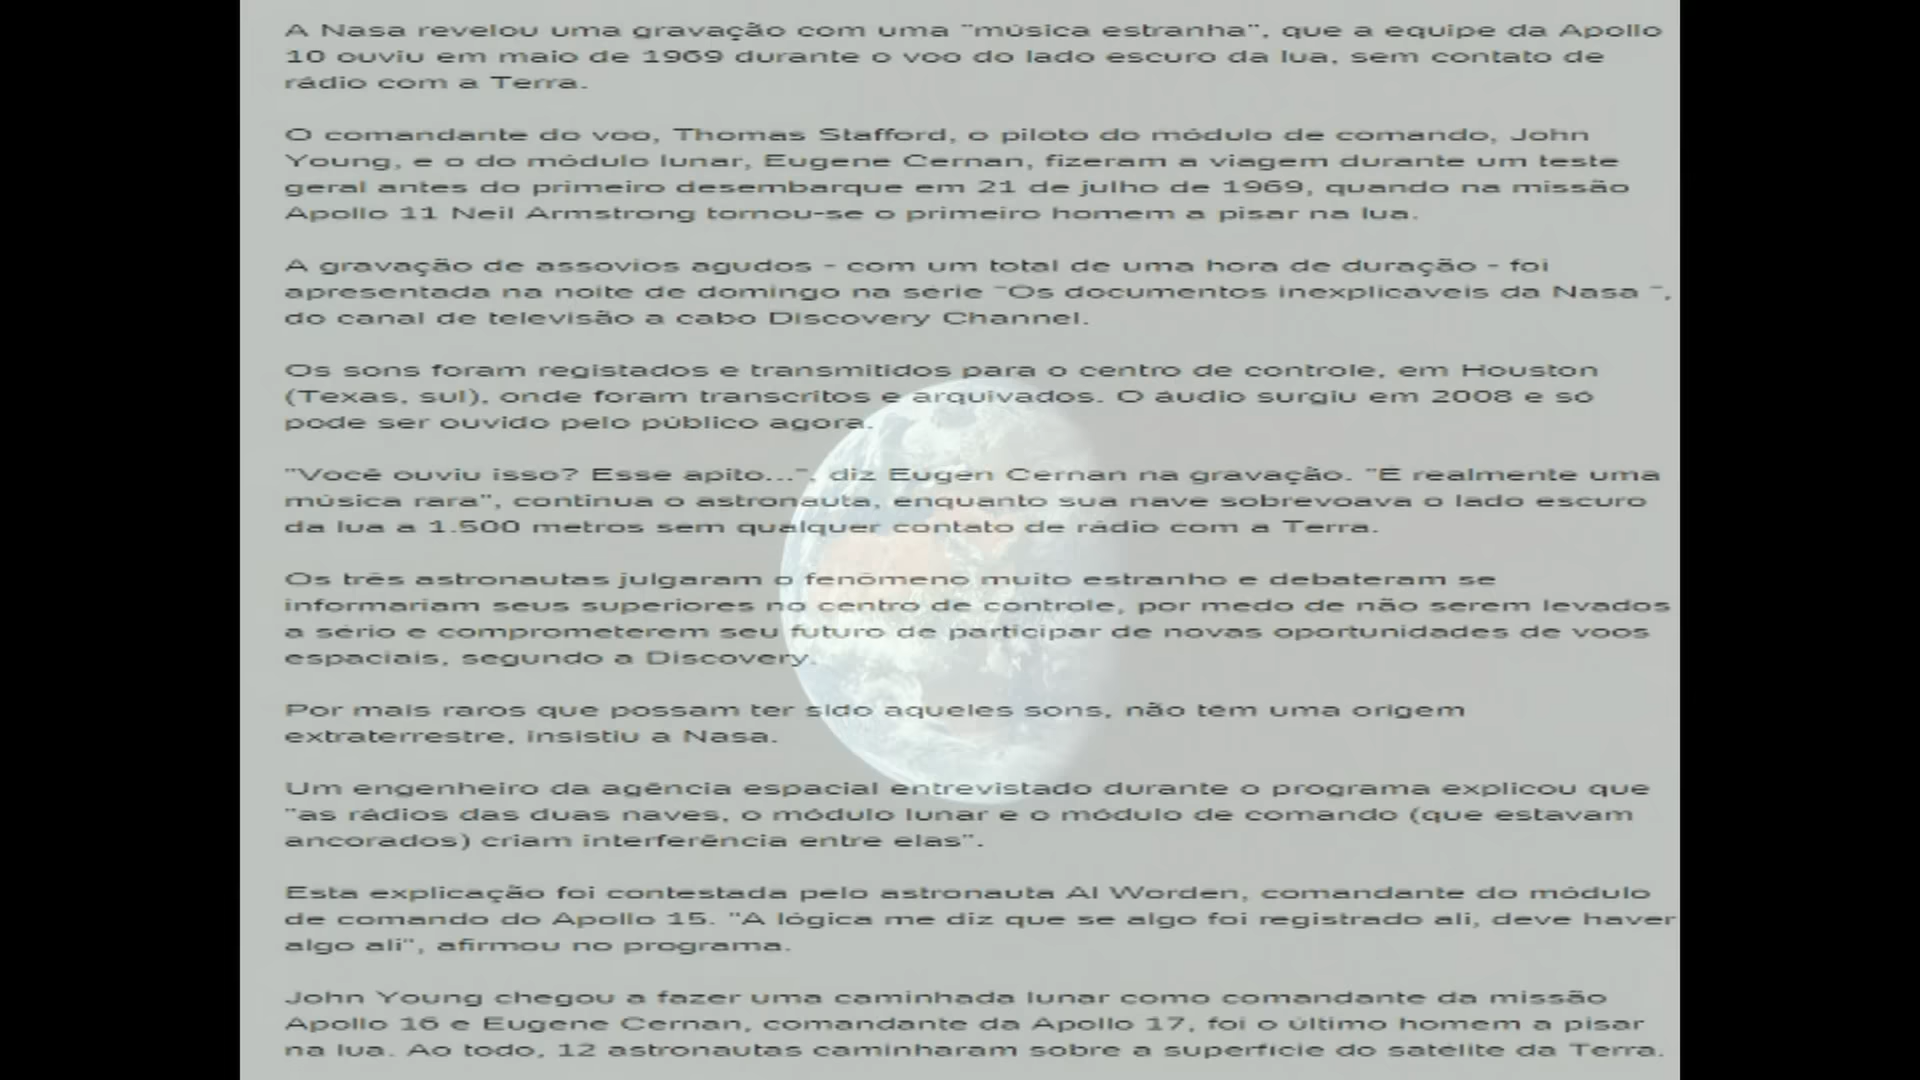 A Nasa revelou uma gravação com uma "música estranha", que a equipe da Apollo
10 ouviu em maio de 1969 durante o voo do lado escuro da lua, sem contato de
rádio com a Terra.
O comandante do voo, Thomas Stafford, o piloto do módulo de comando, John
Young, e o do módulo lunar, Eugene Cernan, fizeram a viagem durante um teste
geral antes do primeiro desembarque em 21 de julho de 1969, quando na missão
Apollo 11 Neil Armstrong tornou-se o primeiro homem a pisar na lua.
A gravação de assovios agudos - com um total de uma hora de duração - foi
apresentada na noite de domingo na série "Os documentos inexplicáveis da Nasa ",
do canal de televisão a cabo Discovery Channel.
Os sons foram registados e transmitidos para o centro de controle, em Houston
(Texas, sul), onde foram transcritos e arquivados. O áudio surgiu em 2008 e só
pode ser ouvido pelo público agora.
"Você ouviu isso? Esse apito...", diz Eugen Cernan na gravação. "É realmente uma
música rara", continua o astronauta, enquanto sua nave sobrevoava o lado escuro
da lua a 1.500 metros sem qualquer contato de rádio com a Terra.
Os três astronautas julgaram o fenômeno muito estranho e debateram se
informariam seus superiores no centro de controle, por medo de não serem levados
a sério e comprometerem seu futuro de participar de novas oportunidades de voos
espaciais, segundo a Discovery.
Por mais raros que possam ter sido aqueles sons, não têm uma origem
extraterrestre, insistiu a Nasa.
Um engenheiro da agência espacial entrevistado durante o programa explicou que
"as rádios das duas naves, o módulo lunar e o módulo de comando (que estavam
ancorados) criam interferência entre elas".
Esta explicação foi contestada pelo astronauta Al Worden, comandante do módulo
de comando do Apollo 15. "A lógica me diz que se algo foi registrado ali, deve haver
algo ali", afirmou no programa.
John Young chegou a fazer uma caminhada lunar como comandante da missão
Apollo 16 e Eugene Cernan, comandante da Apollo 17, foi o último homem a pisar
na lua. Ao todo, 12 astronautas caminharam sobre a superfície do satélite da Terra.